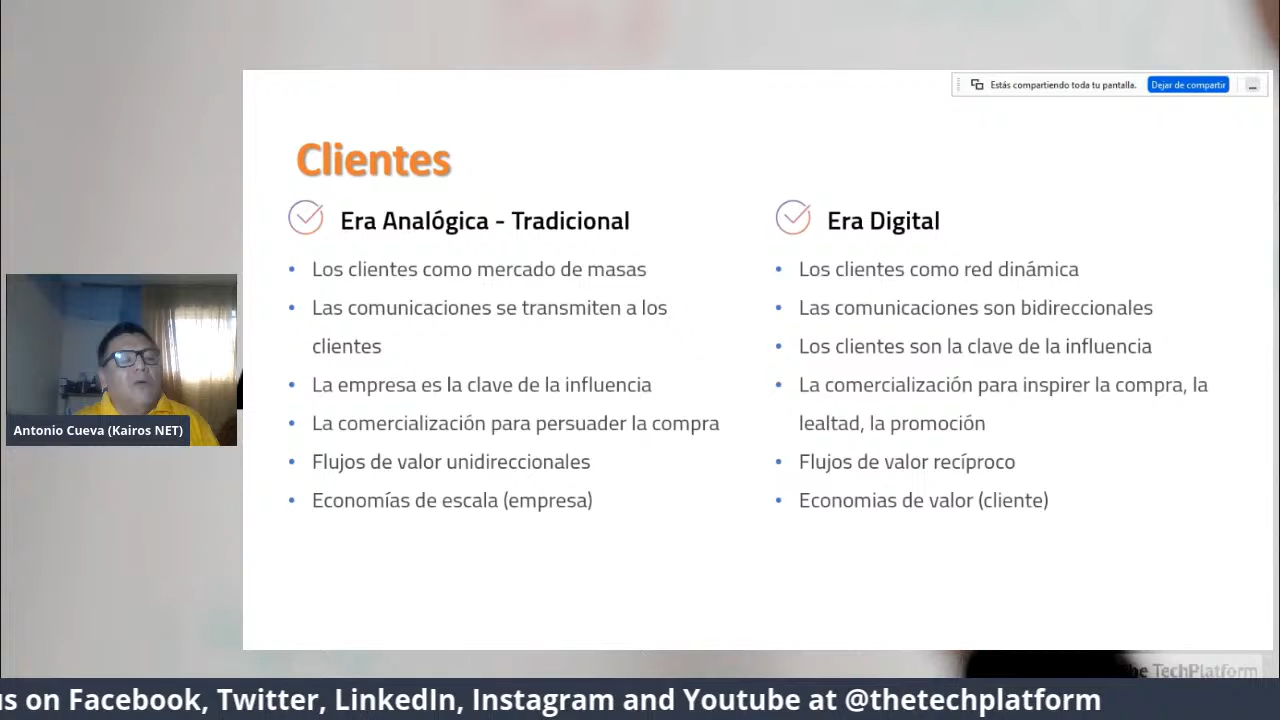 Estás compartiendo toda tu pantalla.
Dejar de compartir
Clientes
Era Analógica - Tradicional
Los clientes como mercado de masas
Las comunicaciones se transmiten a los
clientes
La empresa es la clave de la influencia
La comercialización para persuader la compra
Flujos de valor unidireccionales
Economías de escala (empresa)
Era Digital
Los clientes como red dinámica
Las comunicaciones son bidireccionales
Los clientes son la clave de la influencia
La comercialización para inspirer la compra, la
lealtad, la promoción
Flujos de valor recíproco
Economias de valor (cliente)
Antonio Cueva (Kairos NET)
The TechPlatform
us on Facebook, Twitter, LinkedIn, Instagram and Youtube at @thetechplatform